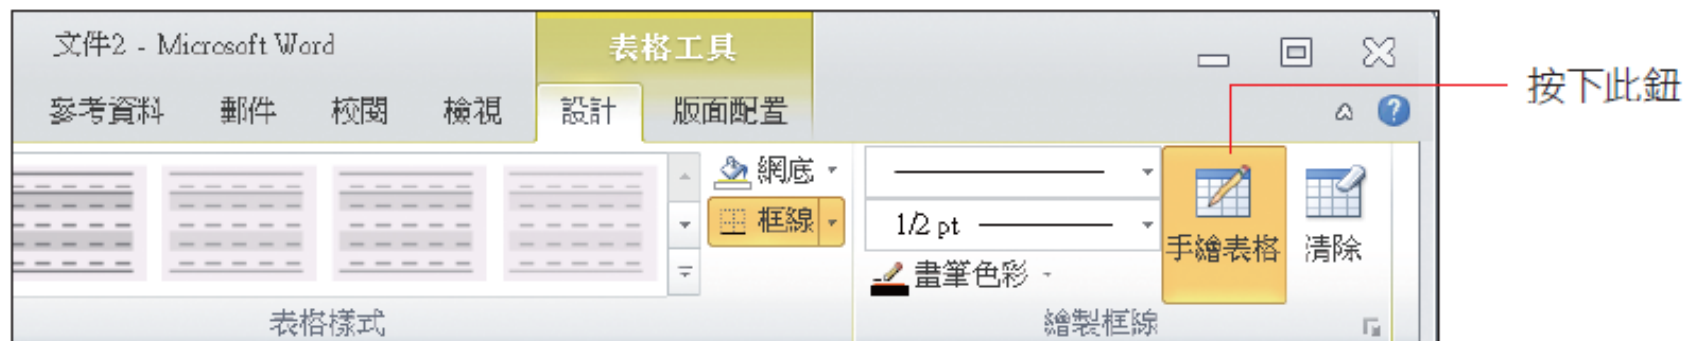 文件2 - Microsoft Word
表格工具
參考資料 郵件 校閱 檢視 設計 版面配置
按下此鈕
網底
框線
1/2 pt
畫筆色彩
手繪表格
清除
表格樣式
繪製框線